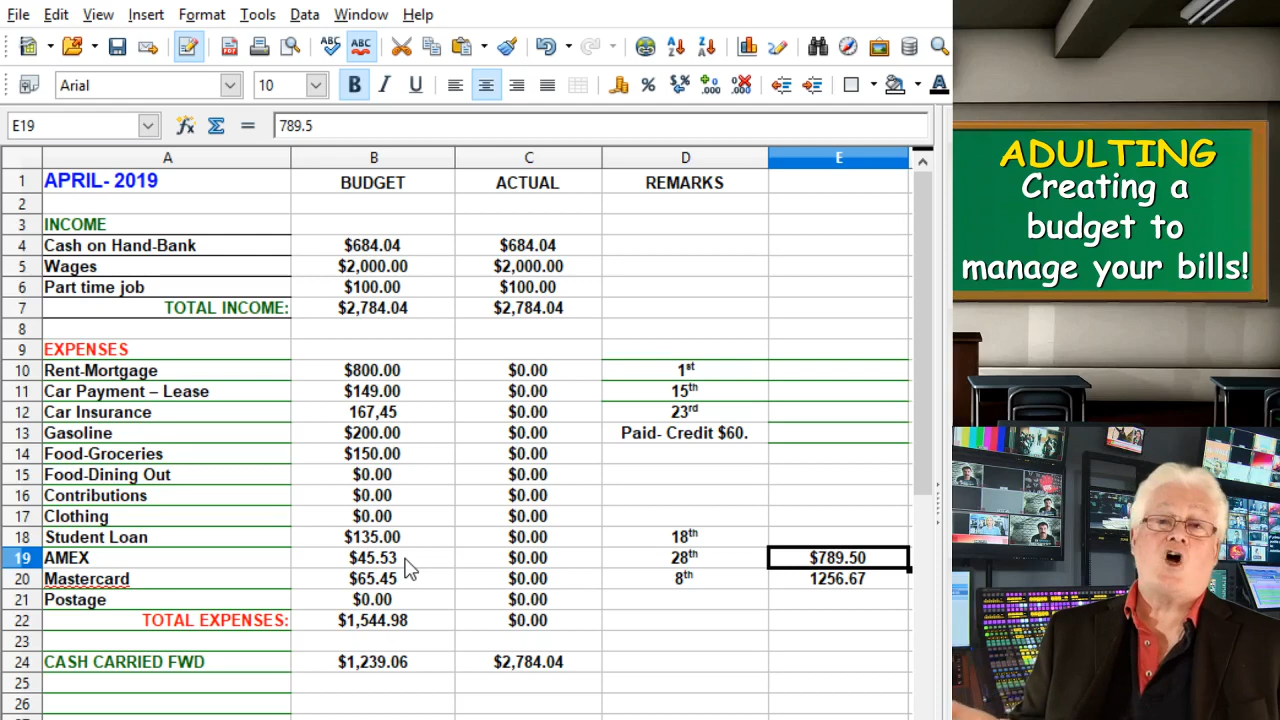 File Edit View Insert Format Tools Data Window Help
Arial 10
E19 789.5
A B C D E
1 APRIL- 2019 BUDGET ACTUAL REMARKS
2
3 INCOME
4 Cash on Hand-Bank $684.04 $684.04
5 Wages $2,000.00 $2,000.00
6 Part time job $100.00 $100.00
7 TOTAL INCOME: $2,784.04 $2,784.04
8
9 EXPENSES
10 Rent-Mortgage $800.00 $0.00 1st
11 Car Payment – Lease $149.00 $0.00 15th
12 Car Insurance 167,45 $0.00 23rd
13 Gasoline $200.00 $0.00 Paid- Credit $60.
14 Food-Groceries $150.00 $0.00
15 Food-Dining Out $0.00 $0.00
16 Contributions $0.00 $0.00
17 Clothing $0.00 $0.00
18 Student Loan $135.00 $0.00 18th
19 AMEX $45.53 $0.00 28th $789.50
20 Mastercard $65.45 $0.00 8th 1256.67
21 Postage $0.00 $0.00
22 TOTAL EXPENSES: $1,544.98 $0.00
23
24 CASH CARRIED FWD $1,239.06 $2,784.04
25
26
ADULTING
Creating a
budget to
manage your bills!